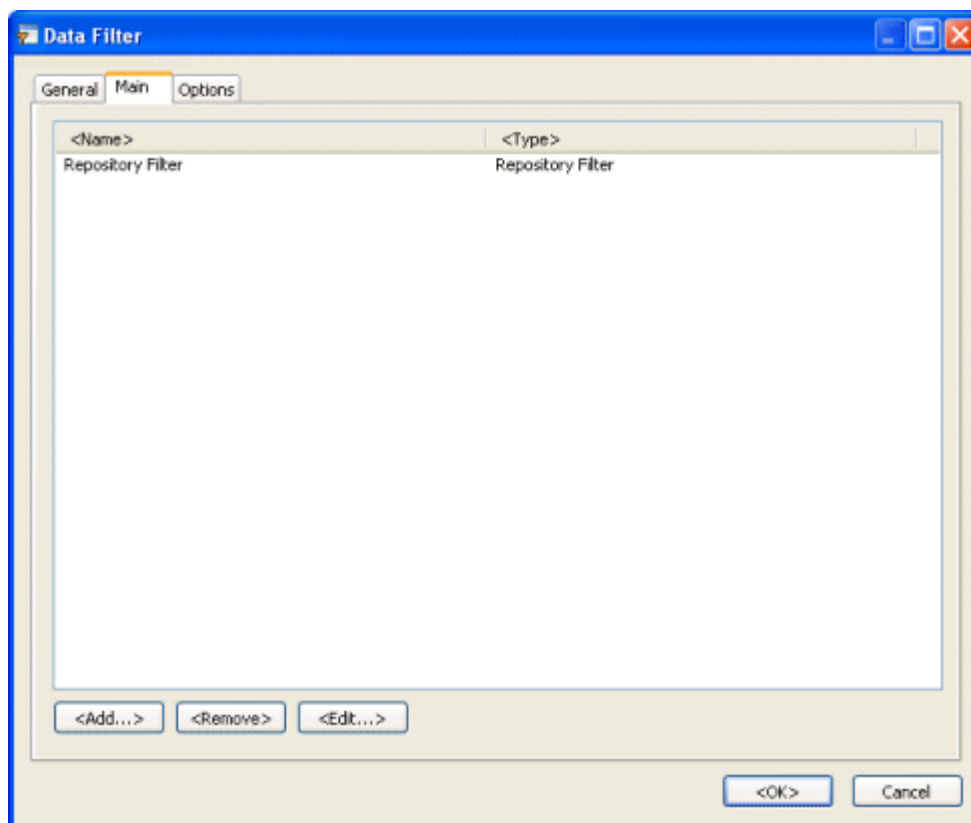 Data Filter
General Main Options
<Name> <Type>
Repository Filter Repository Filter
<Add...> <Remove> <Edit...>
<OK> Cancel